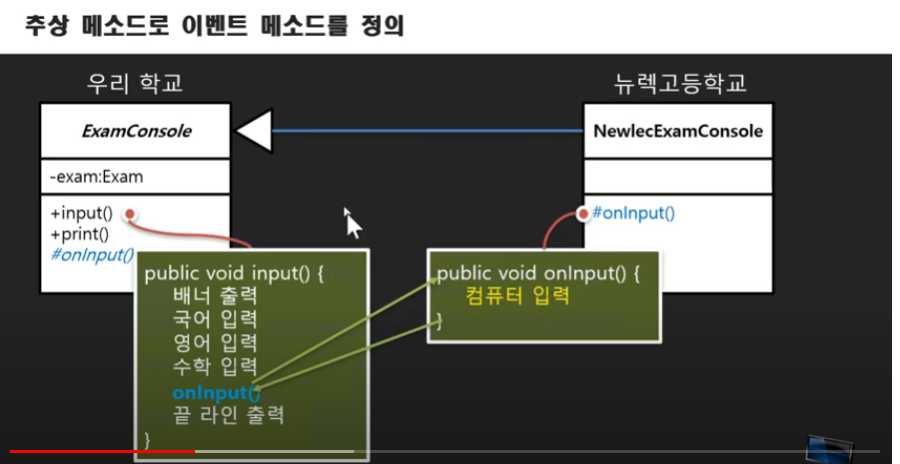 추상 메소드로 이벤트 메소드를 정의
우리 학교
ExamConsole
-exam:Exam
+input()
+print()
#onInput()
public void input() {
배너 출력
국어 입력
영어 입력
수학 입력
onInput()
끝 라인 출력
}
뉴렉고등학교
NewlecExamConsole
#onInput()
public void onInput() {
컴퓨터 입력
}